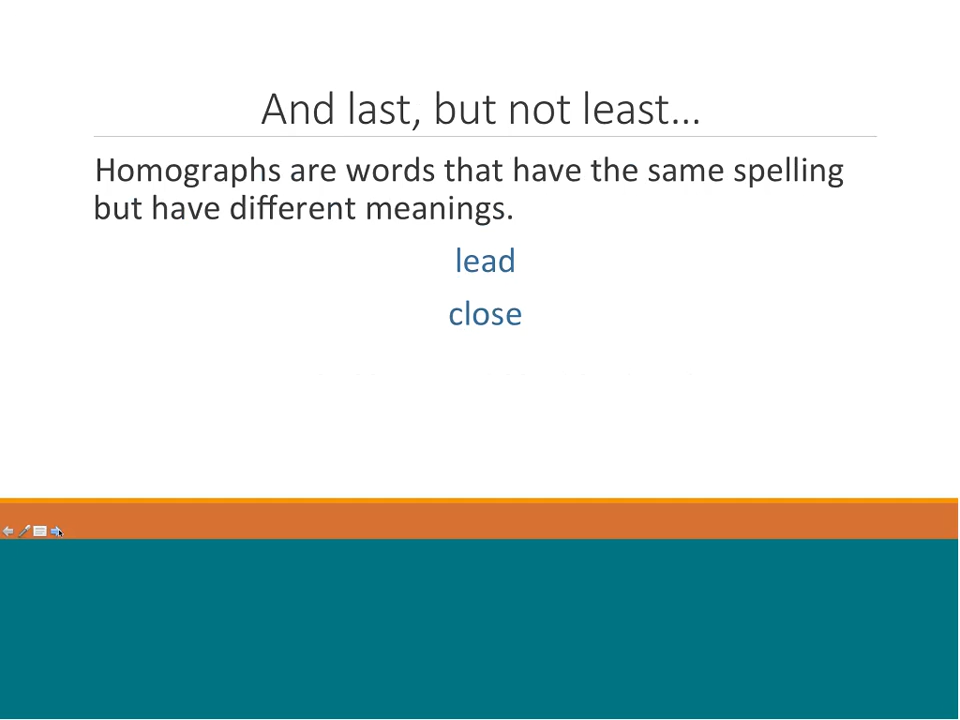 And last, but not least…
Homographs are words that have the same spelling
but have different meanings.
lead
close